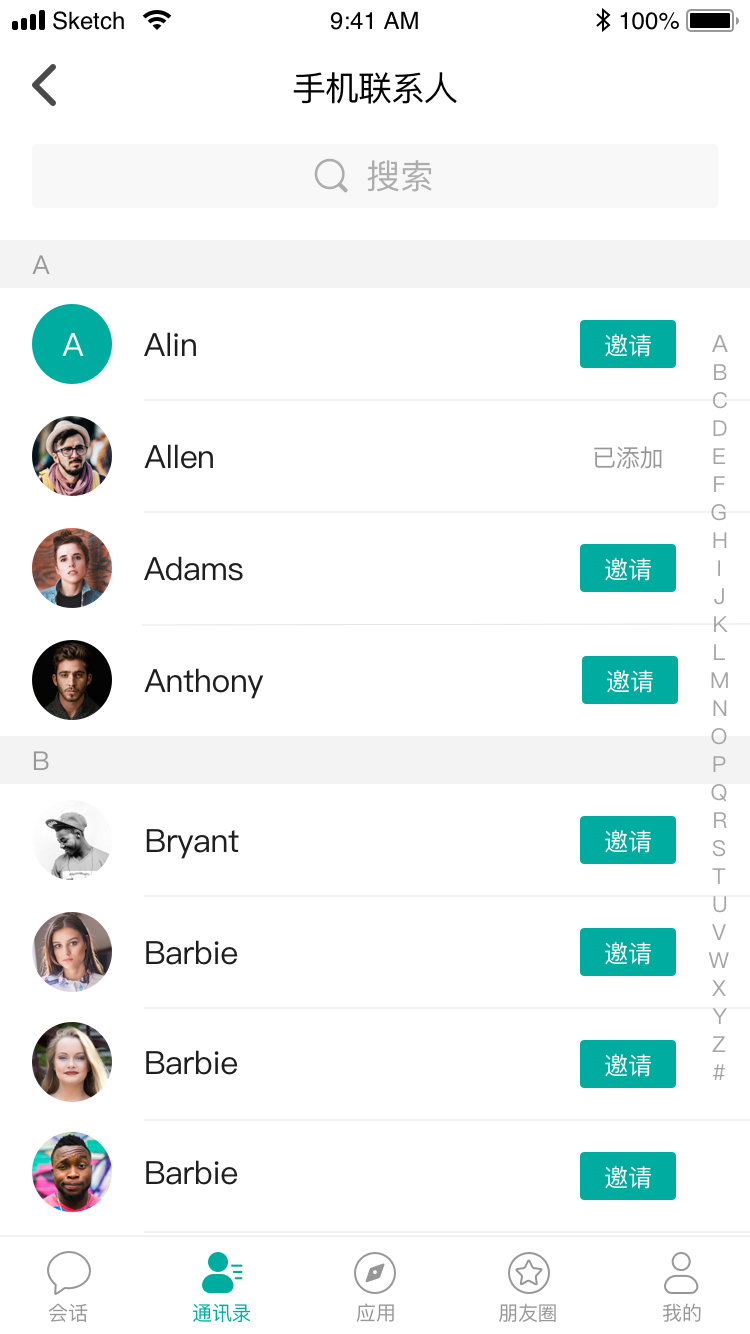 Sketch 9:41 AM 100%
手机联系人
搜索
A
A Alin 邀请
Allen 已添加
Adams 邀请
Anthony 邀请
B
Bryant 邀请
Barbie 邀请
Barbie 邀请
Barbie 邀请
A
B
C
D
E
F
G
H
I
J
K
L
M
N
O
P
Q
R
S
T
U
V
W
X
Y
Z
#
会话 通讯录 应用 朋友圈 我的